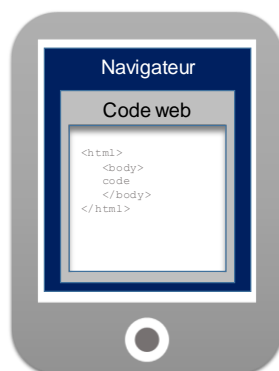 Navigateur
Code web
<html>
<body>
code
</body>
</html>